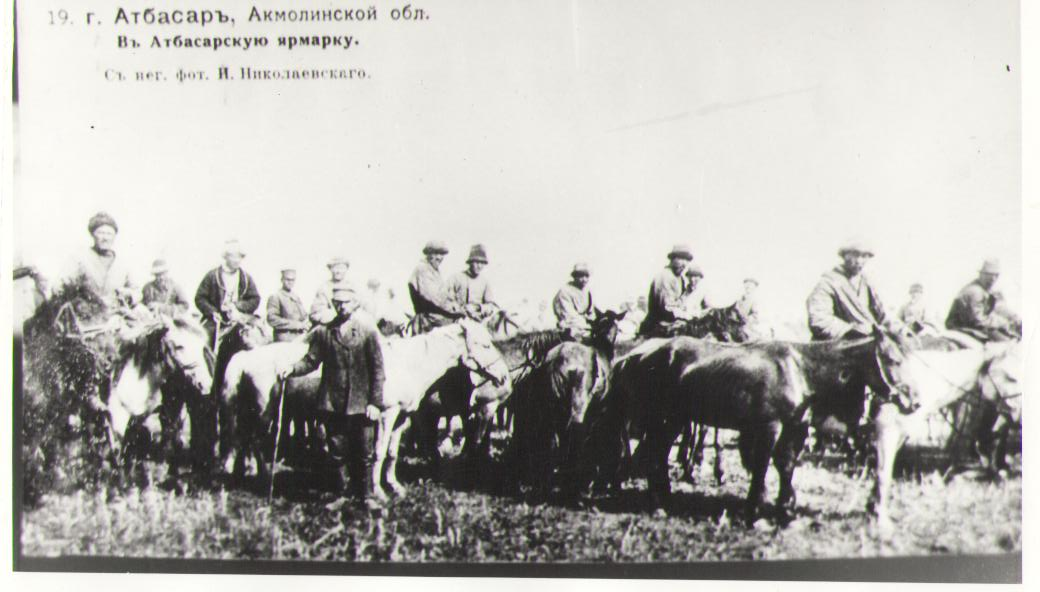 19. г. Атбасаръ, Акмолинской обл.
Въ Атбасарскую ярмарку.
Съ нег. фот. И. Николаевскаго.